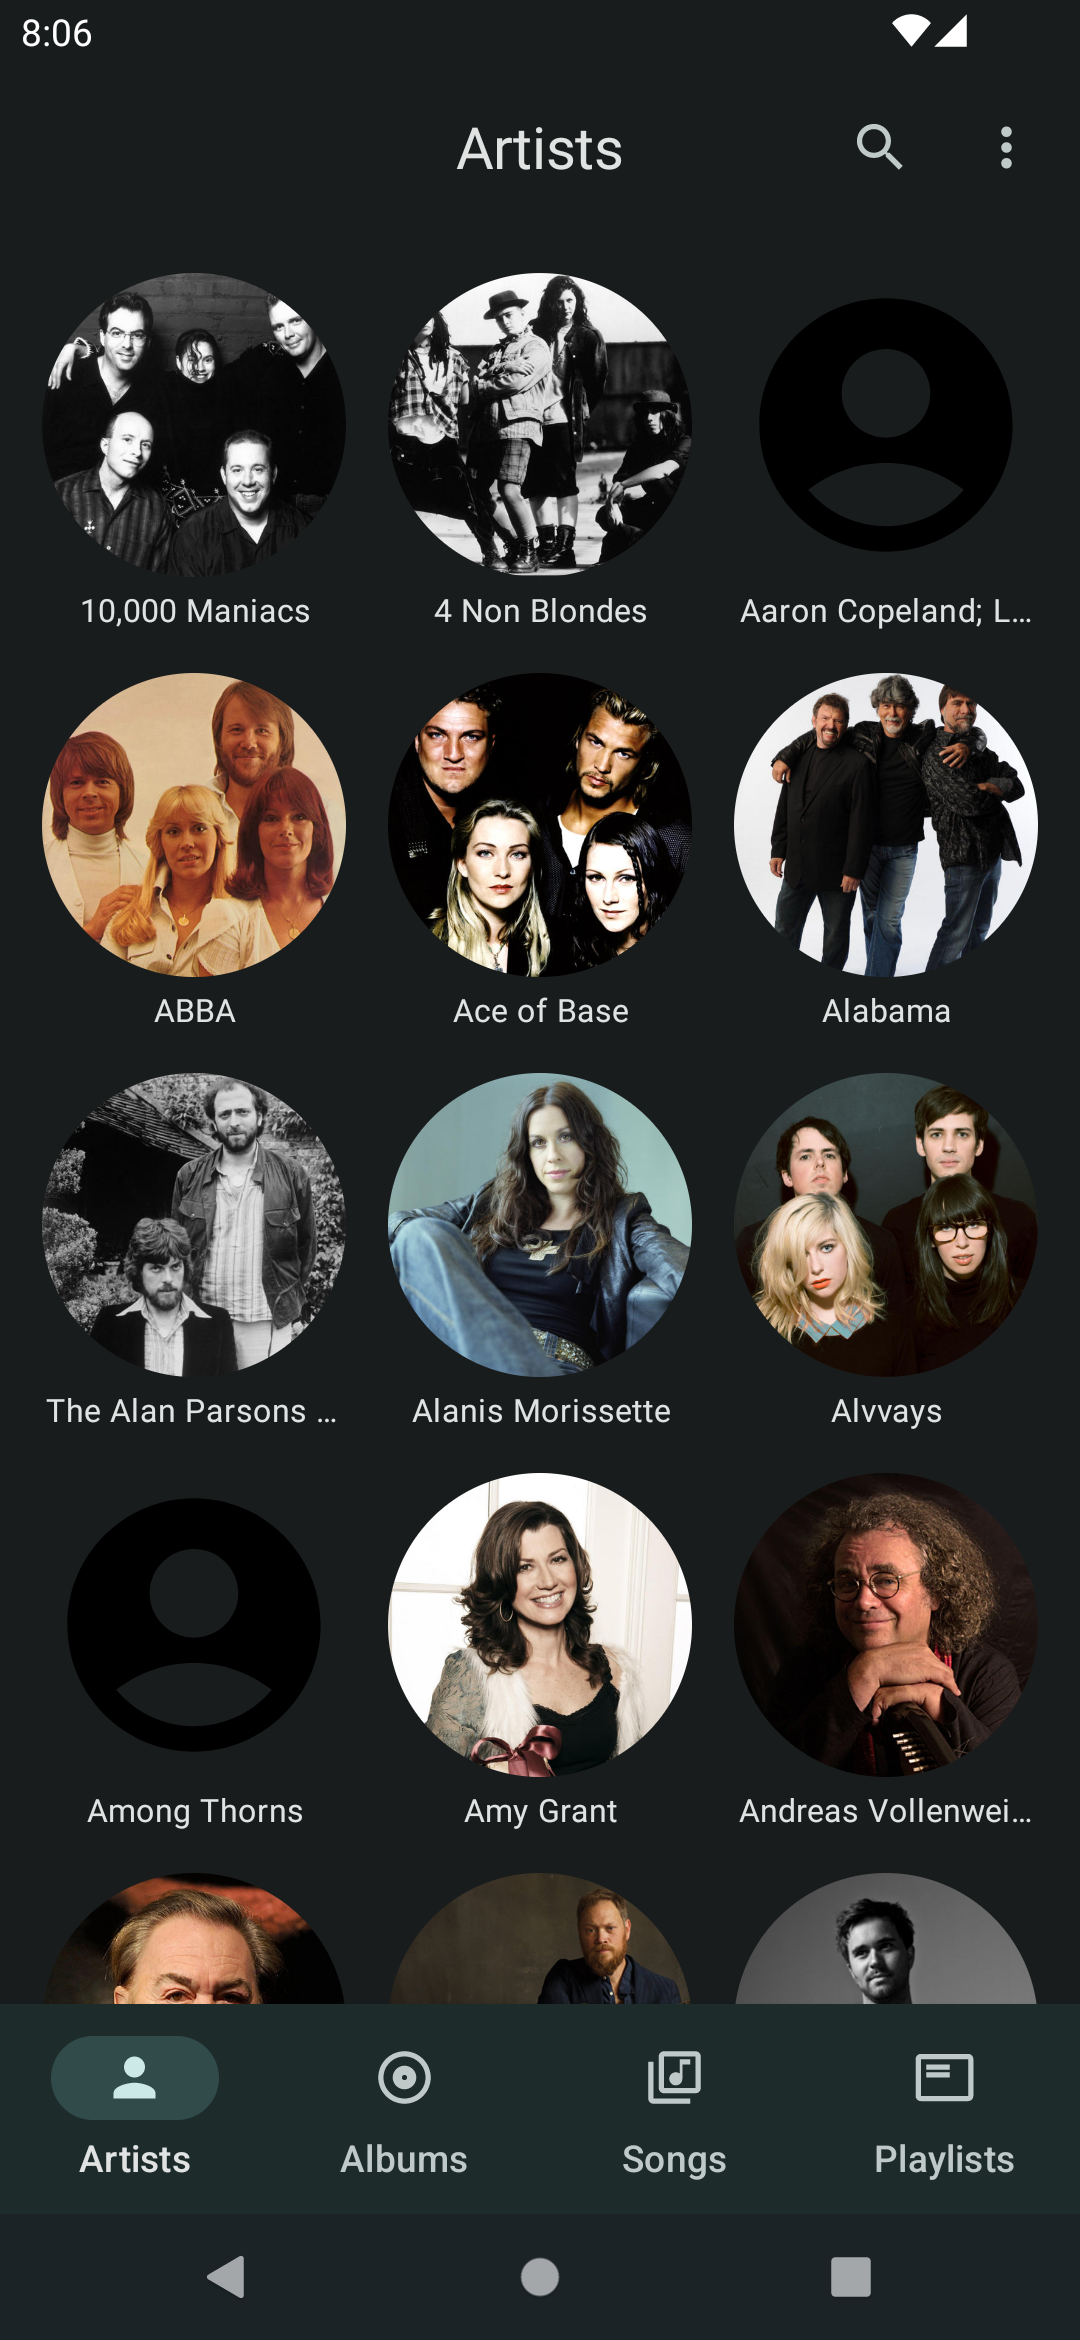 8:06
Artists
10,000 Maniacs
4 Non Blondes
Aaron Copeland; L…
ABBA
Ace of Base
Alabama
The Alan Parsons …
Alanis Morissette
Alvvays
Among Thorns
Amy Grant
Andreas Vollenwei…
Artists
Albums
Songs
Playlists